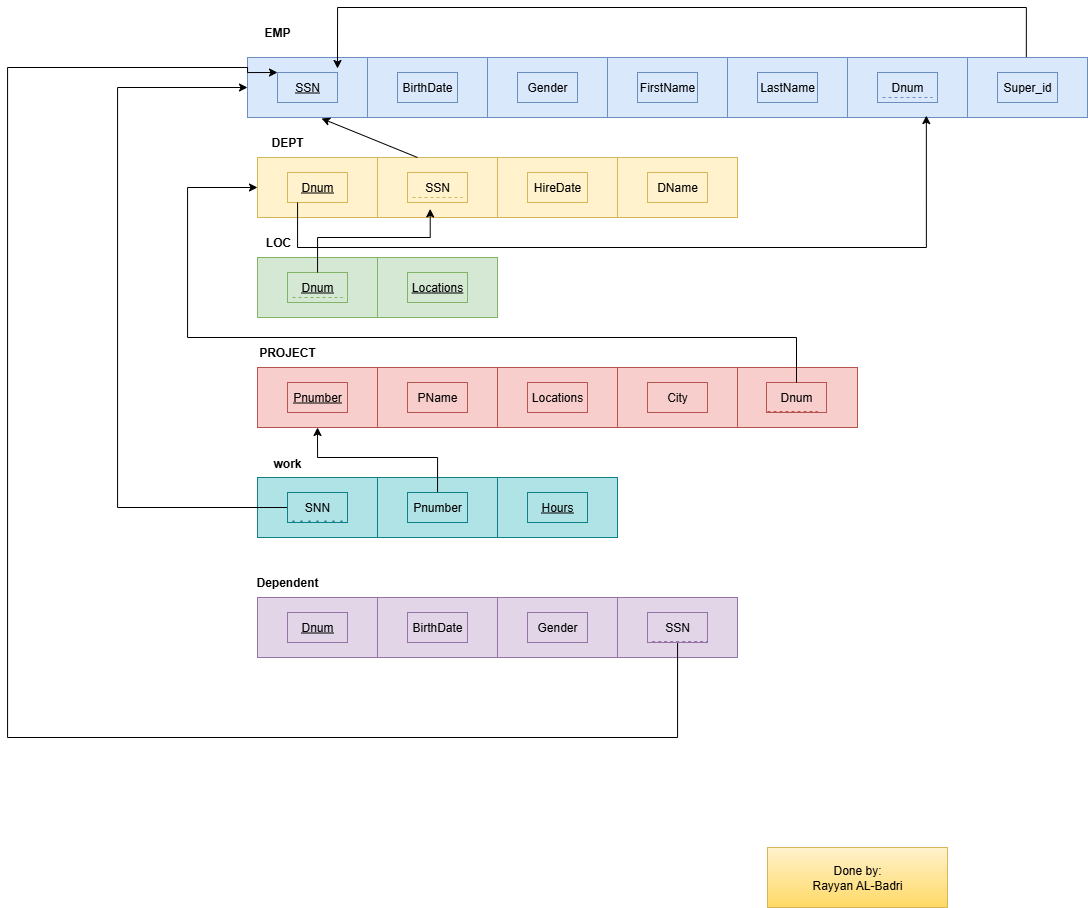 EMP
SSN BirthDate Gender FirstName LastName Dnum Super_id
DEPT
Dnum SSN HireDate DName
LOC
Dnum Locations
PROJECT
Pnumber PName Locations City Dnum
work
SNN Pnumber Hours
Dependent
Dnum BirthDate Gender SSN
Done by:
Rayyan AL-Badri